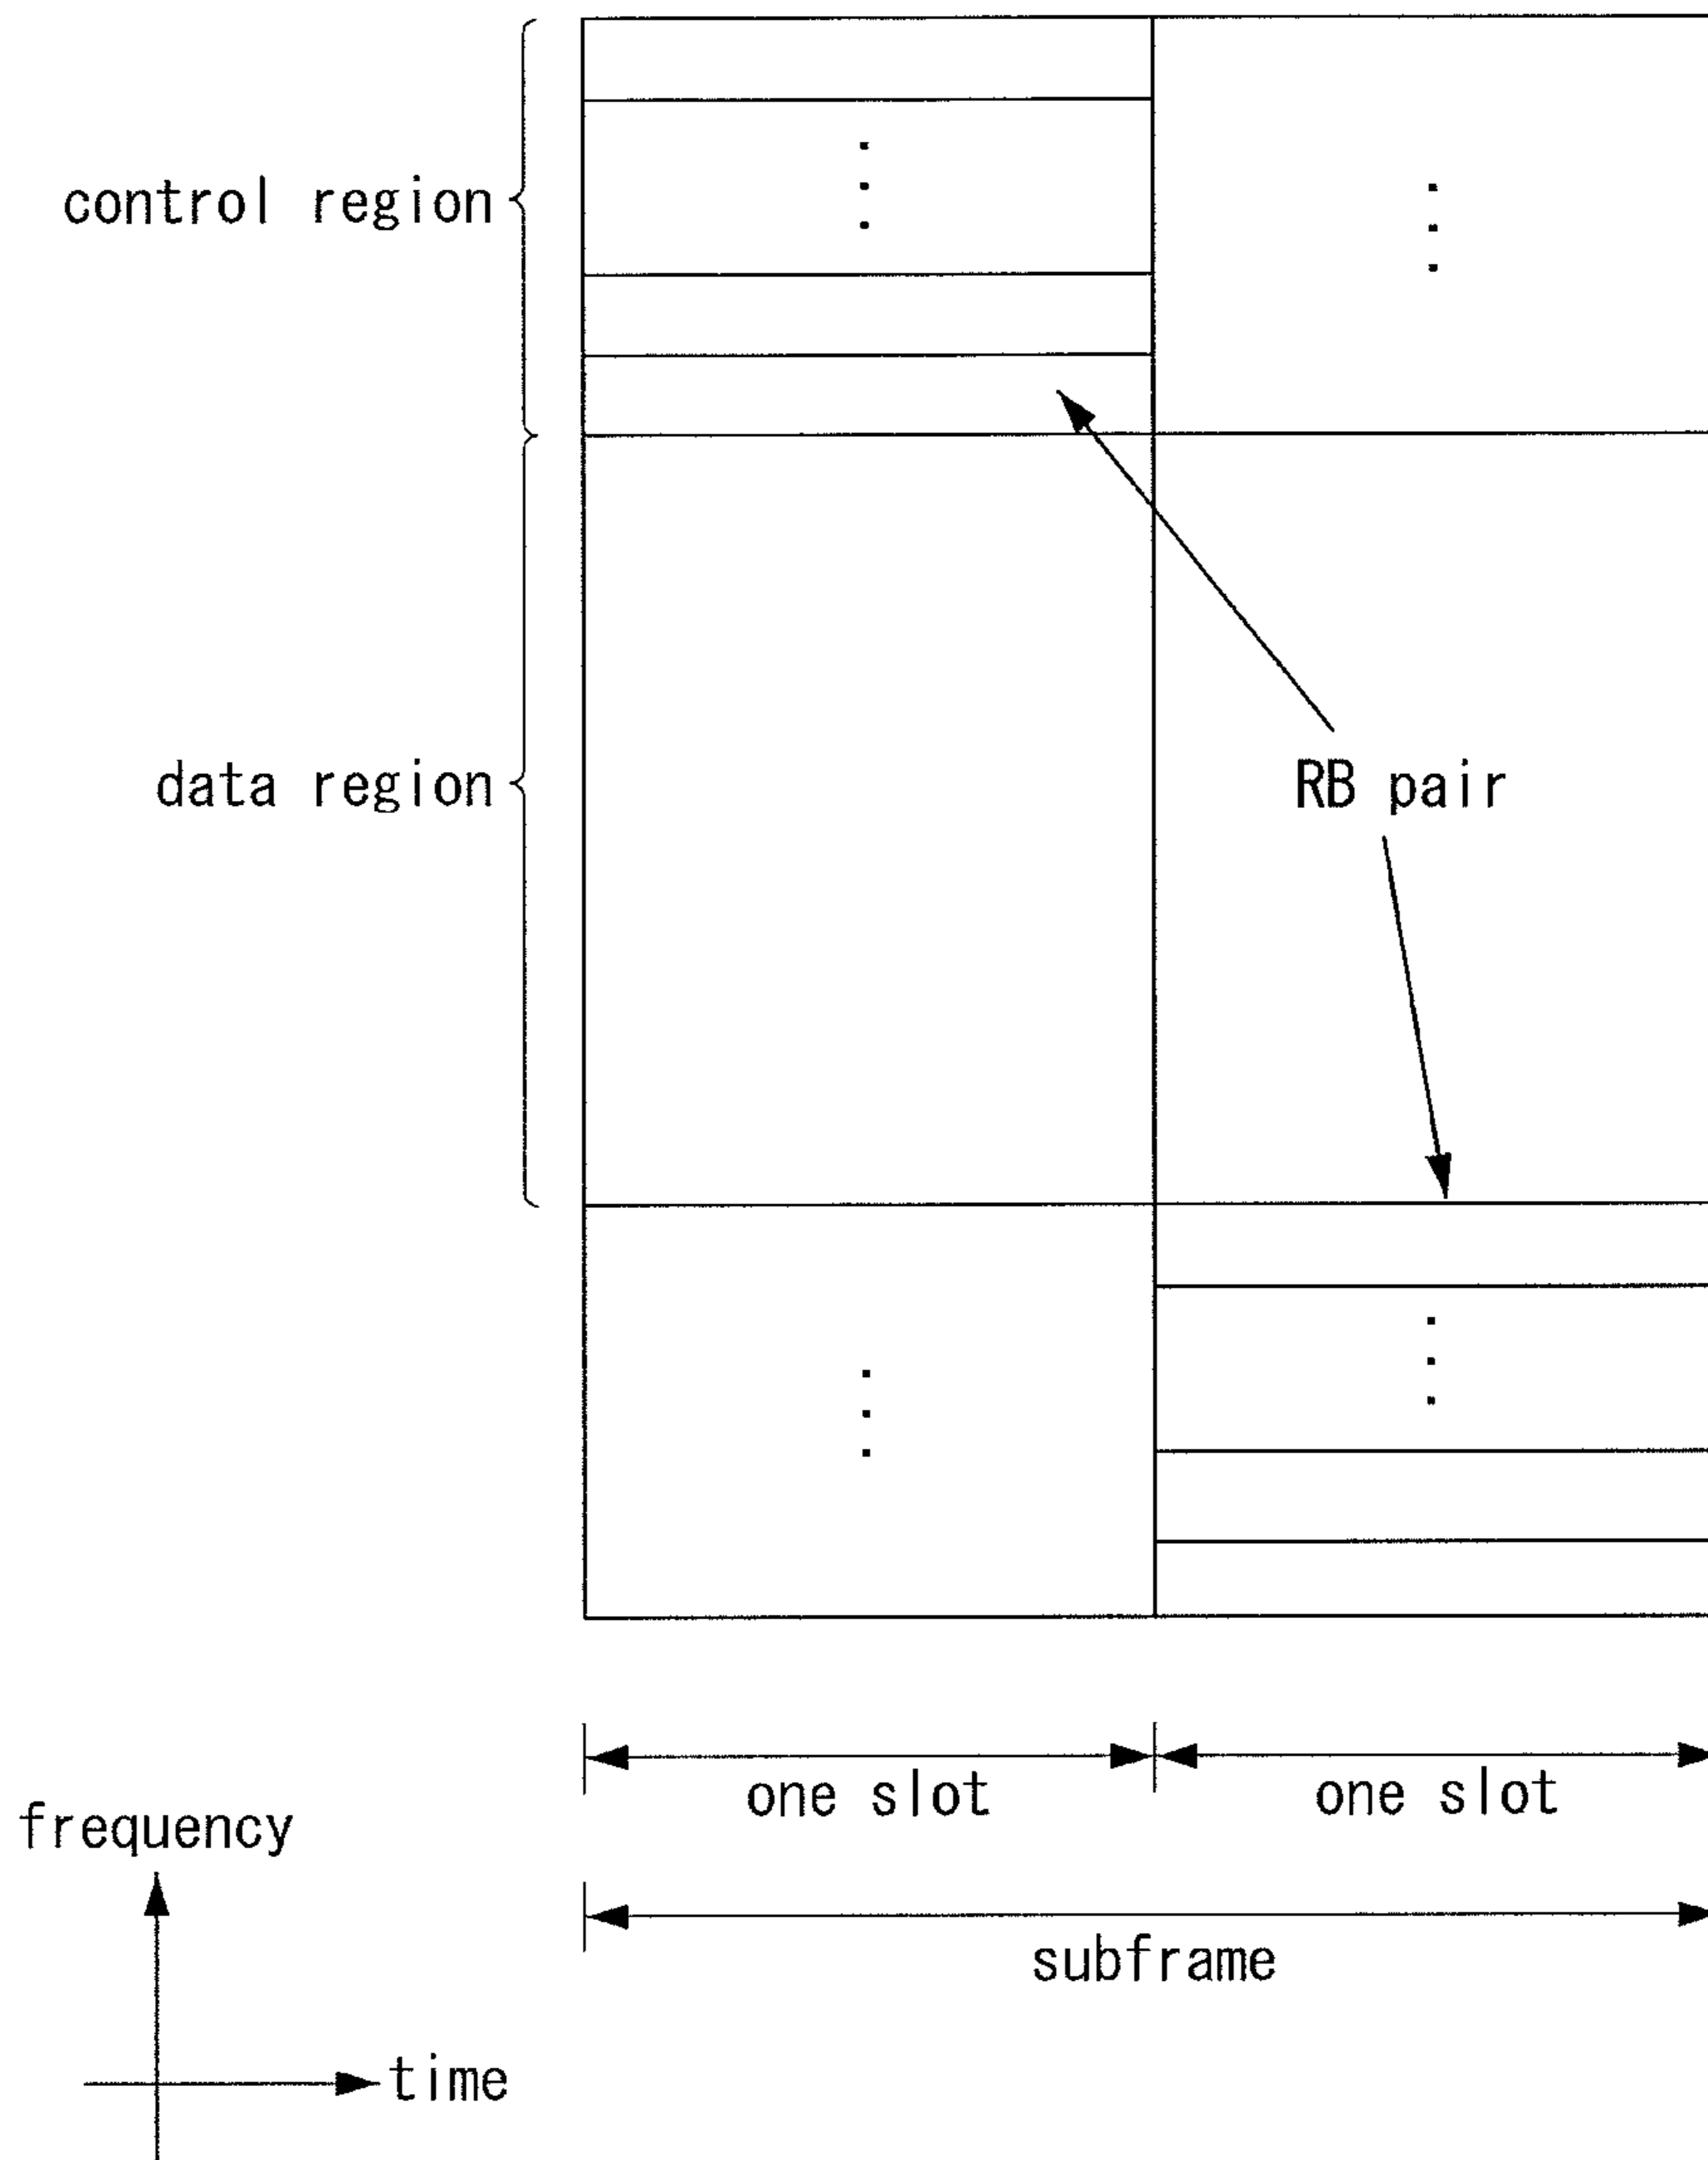 control region
data region
RB pair
one slot
one slot
frequency
subframe
time